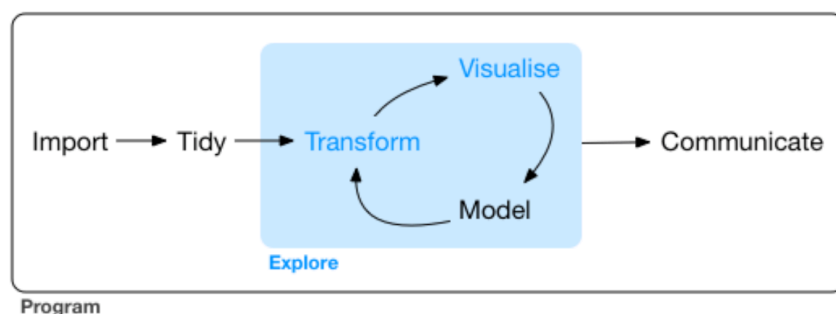 Visualise
Import
Tidy
Transform
Communicate
Model
Explore
Program